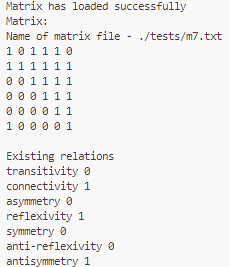 Matrix has loaded successfully
Matrix:
Name of matrix file - ./tests/m7.txt
1 0 1 1 1 0
1 1 1 1 1 1
0 0 1 1 1 1
0 0 0 1 1 1
0 0 0 0 1 1
1 0 0 0 0 1
Existing relations
transitivity 0
connectivity 1
asymmetry 0
reflexivity 1
symmetry 0
anti-reflexivity 0
antisymmetry 1